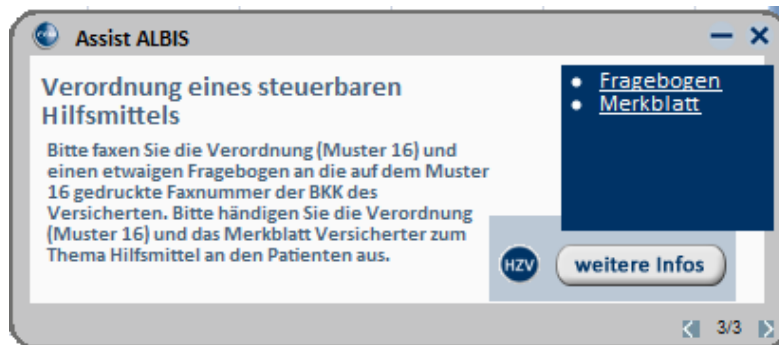 Assist ALBIS
Verordnung eines steuerbaren
Hilfsmittels
Bitte faxen Sie die Verordnung (Muster 16) und
einen etwaigen Fragebogen an die auf dem Muster
16 gedruckte Faxnummer der BKK des
Versicherten. Bitte händigen Sie die Verordnung
(Muster 16) und das Merkblatt Versicherter zum
Thema Hilfsmittel an den Patienten aus.
Fragebogen
Merkblatt
HZV
weitere Infos
3/3